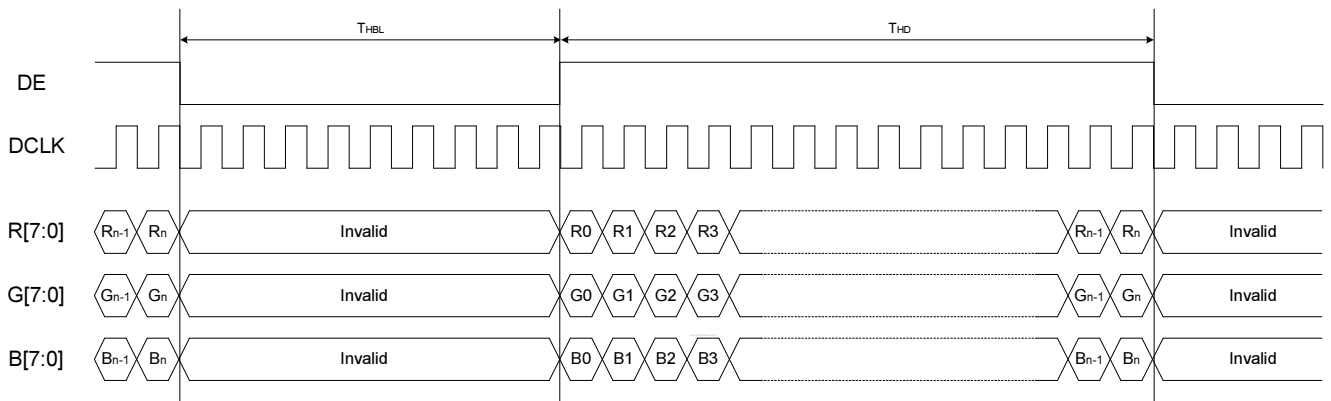 THBL THD
DE
DCLK
R[7:0] Rn-1 Rn Invalid R0 R1 R2 R3 Rn-1 Rn Invalid
G[7:0] Gn-1 Gn Invalid G0 G1 G2 G3 Gn-1 Gn Invalid
B[7:0] Bn-1 Bn Invalid B0 B1 B2 B3 Bn-1 Bn Invalid